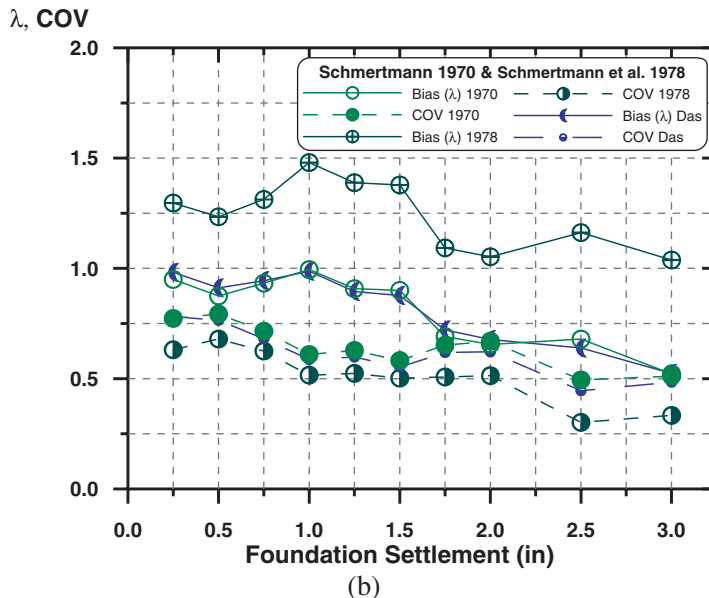 λ, COV
2.0
1.5
1.0
0.5
0.0
Schmertmann 1970 & Schmertmann et al. 1978
Bias (λ) 1970
COV 1970
Bias (λ) 1978
COV 1978
Bias (λ) Das
COV Das
0.0 0.5 1.0 1.5 2.0 2.5 3.0
Foundation Settlement (in)
(b)